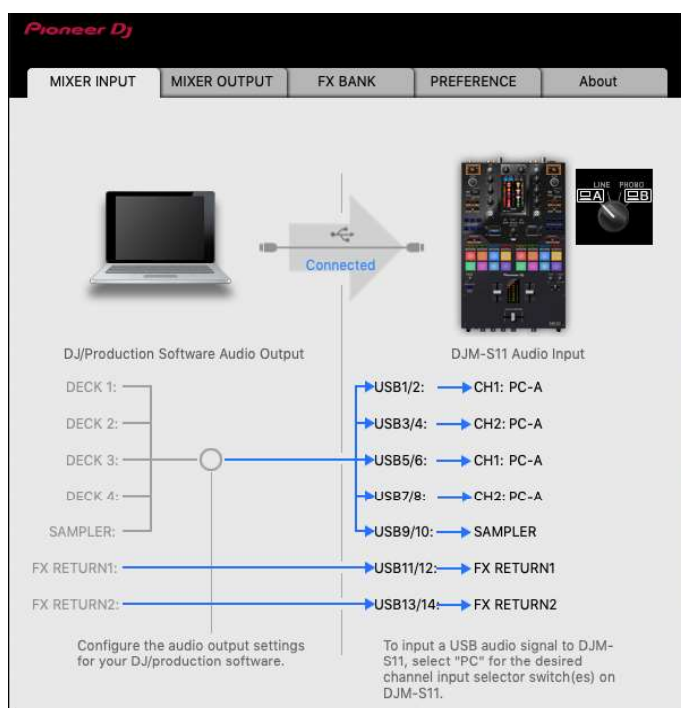 Pioneer Dj
MIXER INPUT
MIXER OUTPUT
FX BANK
PREFERENCE
About
LINE PHONO
A
B
Connected
DJ/Production Software Audio Output
DJM-S11 Audio Input
DECK 1:
USB1/2:
CH1: PC-A
DECK 2:
USB3/4:
CH2: PC-A
DECK 3:
USB5/6:
CH1: PC-A
DECK 4:
USB7/8:
CH2: PC-A
SAMPLER:
USB9/10:
SAMPLER
FX RETURN1:
USB11/12:
FX RETURN1
FX RETURN2:
USB13/14:
FX RETURN2
Configure the audio output settings
for your DJ/production software.
To input a USB audio signal to DJM-
S11, select "PC" for the desired
channel input selector switch(es) on
DJM-S11.